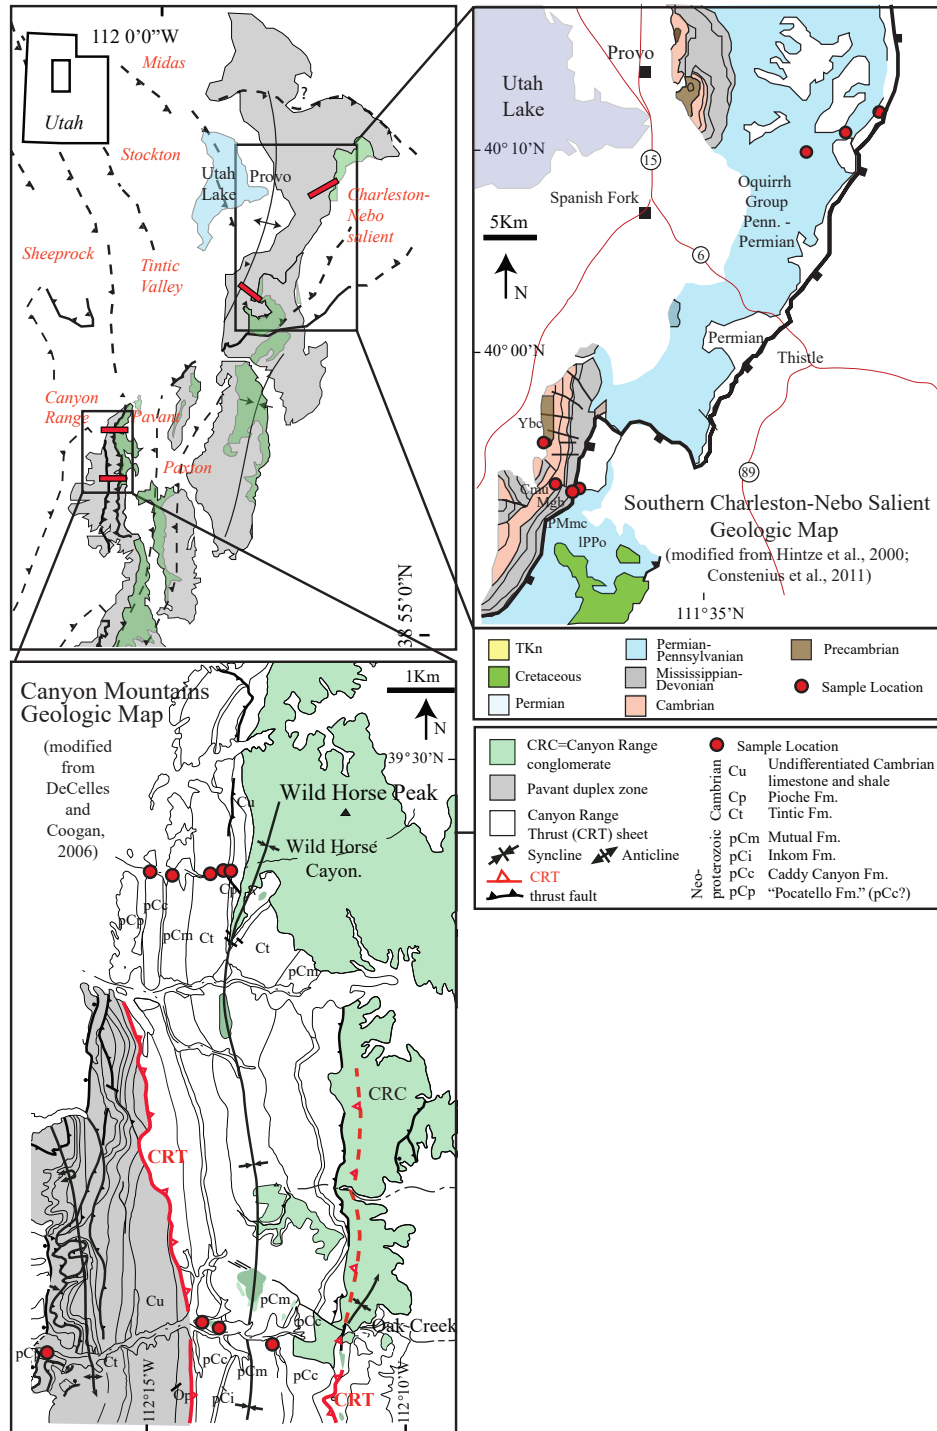 112 0'0"W
Midas
?
Utah
Stockton
Utah
Lake
Provo
Charleston-
Nebo
salient
Sheeprock
Tintic
Valley
Canyon
Range
Pavant
Paxton
38 55'0"N
Provo
Utah
Lake
40° 10'N
15
Spanish Fork
Oquirrh
Group
Penn. -
Permian
5Km
N
6
40° 00'N
Permian
Thistle
Ybc
89
Cmu
Mgb
PMmc
lPPo
Southern Charleston-Nebo Salient
Geologic Map
(modified from Hintze et al., 2000;
Constenius et al., 2011)
111°35'N
TKn
Cretaceous
Permian
Permian-
Pennsylvanian
Mississippian-
Devonian
Cambrian
Precambrian
Sample Location
Canyon Mountains
Geologic Map
(modified
from
DeCelles
and
Coogan,
2006)
1Km
N
39°30'N
Cu
Wild Horse Peak
Wild Horse
Cayon.
Cp
pCp
pCc
pCm
Ct
Ct
pCm
CRC
CRT
Cu
pCm
pCc
Oak Creek
Ct
pCc
pCm
pCc
Op
pCi
CRT
112°15'W
112°10'W
CRC=Canyon Range
conglomerate
Pavant duplex zone
Canyon Range
Thrust (CRT) sheet
Syncline
Anticline
CRT
thrust fault
Sample Location
Cambrian
Cu Undifferentiated Cambrian
limestone and shale
Cp Pioche Fm.
Ct Tintic Fm.
Neo-
proterozoic
pCm Mutual Fm.
pCi Inkom Fm.
pCc Caddy Canyon Fm.
pCp "Pocatello Fm." (pCc?)